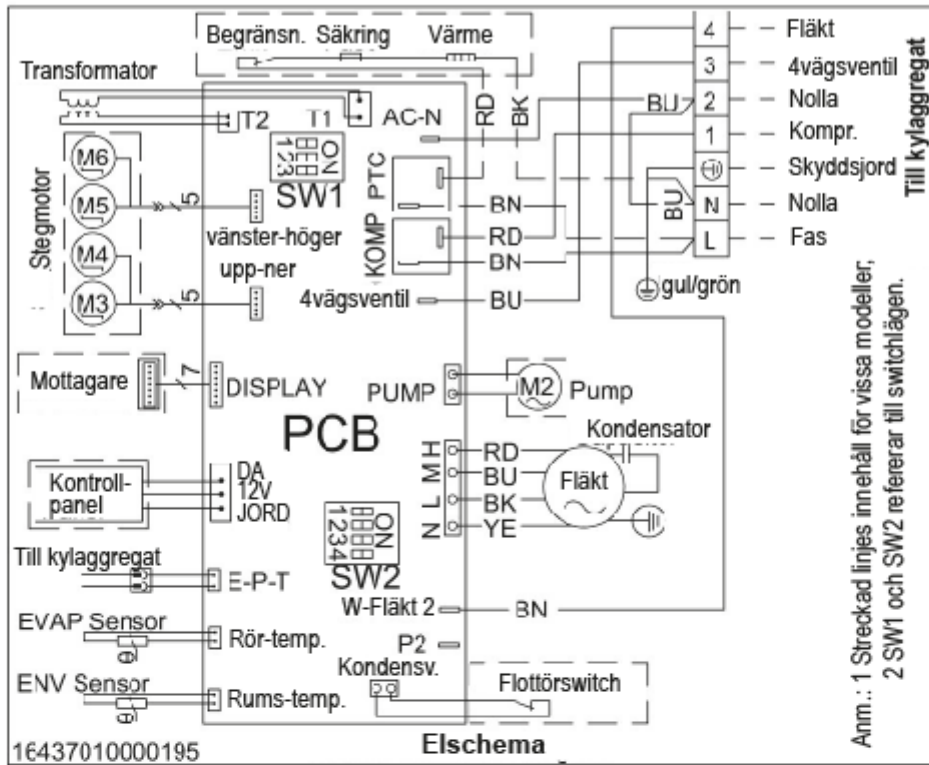 Begränsn. Säkring Värme
Transformator
T2
T1
AC-N
RD
BK
4
Fläkt
3
4vägsventil
BU
2
Nolla
1
Kompr.
Skyddsjord
BU
N
Nolla
L
Fas
Till kylaggregat
gul/grön
M6
M5
M4
M3
Stegmotor
5
5
123
ON
SW1
PTC
KOMP
BN
RD
BN
vänster-höger
upp-ner
4vägsventil
BU
Mottagare
7
DISPLAY
PUMP
M2
Pump
PCB
Kondensator
H
M
L
N
RD
BU
BK
YE
Fläkt
Kontroll-
panel
DA
12V
JORD
1234
ON
SW2
Till kylaggregat
E-P-T
W-Fläkt 2
BN
EVAP Sensor
θ
Rör-temp.
P2
Kondensv.
Flottörswitch
ENV Sensor
θ
Rums-temp.
16437010000195
Elschema
Anm.: 1 Streckad linjes innehåll för vissa modeller;
2 SW1 och SW2 refererar till switchlägen.